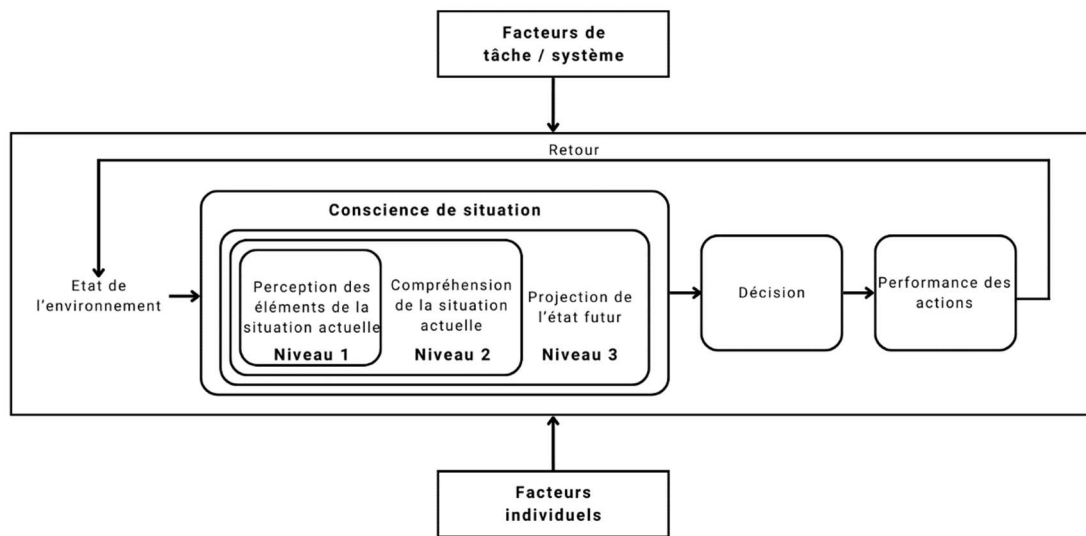 Facteurs de
tâche / système
Retour
Conscience de situation
Etat de
l'environnement
Perception des
éléments de la
situation actuelle
Niveau 1
Compréhension
de la situation
actuelle
Niveau 2
Projection de
l'état futur
Niveau 3
Décision
Performance des
actions
Facteurs
individuels